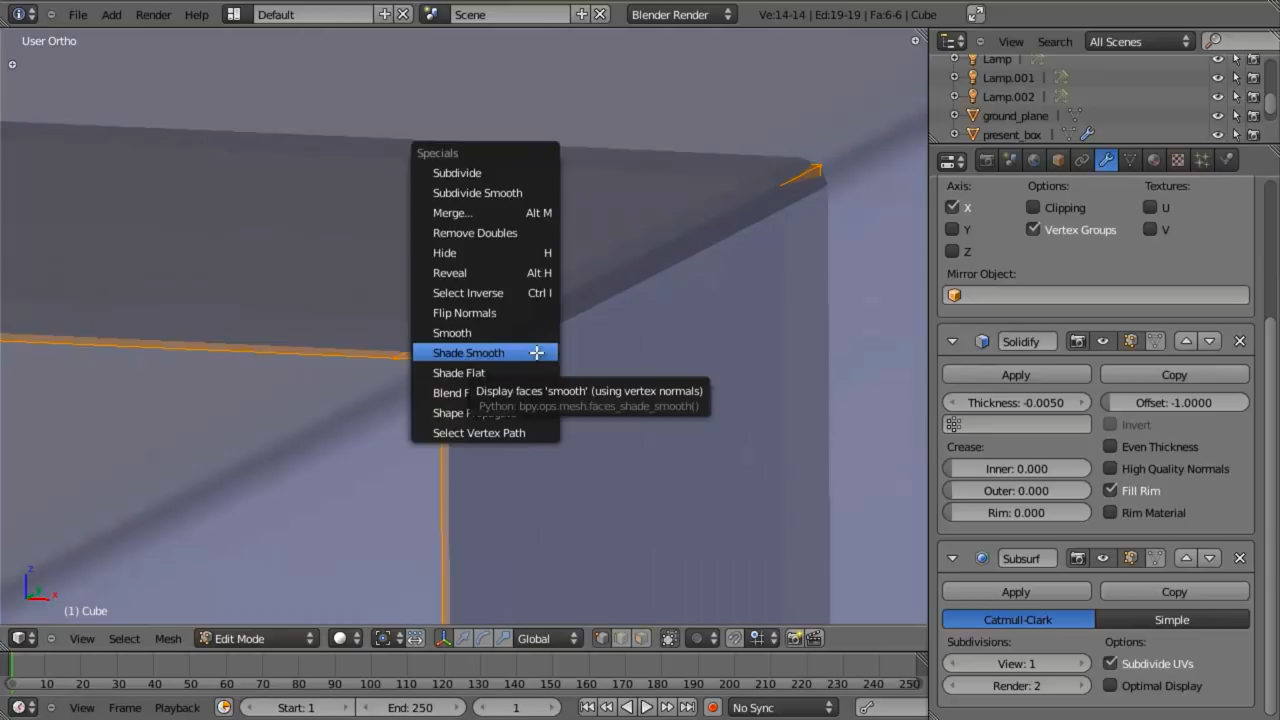 File Add Render Help Default Scene Blender Render Ve:14-14 | Ed:19-19 | Fa:6-6 | Cube
User Ortho
View Search All Scenes
Lamp
Lamp.001
Lamp.002
ground_plane
present_box
Axis: Options: Textures:
X Clipping U
Y Vertex Groups V
Z
Mirror Object:
Solidify
Apply Copy
Thickness: -0.0050 Offset: -1.0000
Invert
Crease: Even Thickness
Inner: 0.000 High Quality Normals
Outer: 0.000 Fill Rim
Rim: 0.000 Rim Material
Subsurf
Apply Copy
Catmull-Clark Simple
Subdivisions: Options:
View: 1 Subdivide UVs
Render: 2 Optimal Display
Specials
Subdivide
Subdivide Smooth
Merge... Alt M
Remove Doubles
Hide H
Reveal Alt H
Select Inverse Ctrl I
Flip Normals
Smooth
Shade Smooth
Shade Flat
Blend F
Shape Propagate
Select Vertex Path
Display faces 'smooth' (using vertex normals)
Python: bpy.ops.mesh.faces_shade_smooth()
z
y
x
(1) Cube
View Select Mesh Edit Mode Global
10 20 30 40 50 60 70 80 90 100 110 120 130 140 150 160 170 180 190 200 210 220 230 240 250
View Frame Playback Start: 1 End: 250 1 No Sync